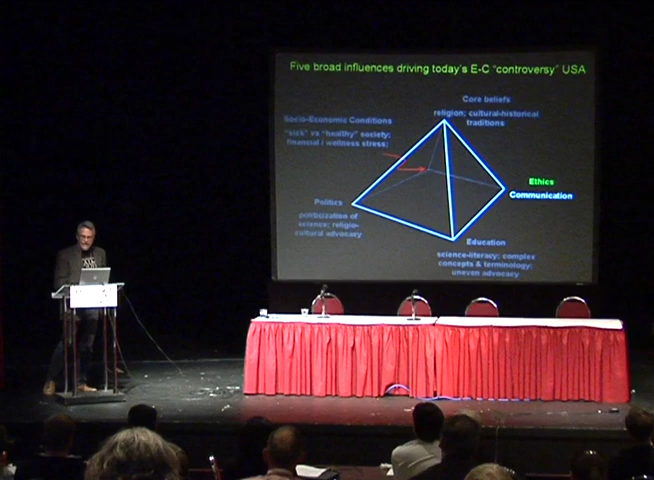 Five broad influences driving today's E-C "controversy" USA
Core beliefs
religion; cultural-historical
traditions
Socio-Economic Conditions
"sick" vs "healthy" society;
financial / wellness stress;
Ethics
Communication
Politics
politicization of
science; religio-
cultural advocacy
Education
science-literacy; complex
concepts & terminology;
uneven advocacy